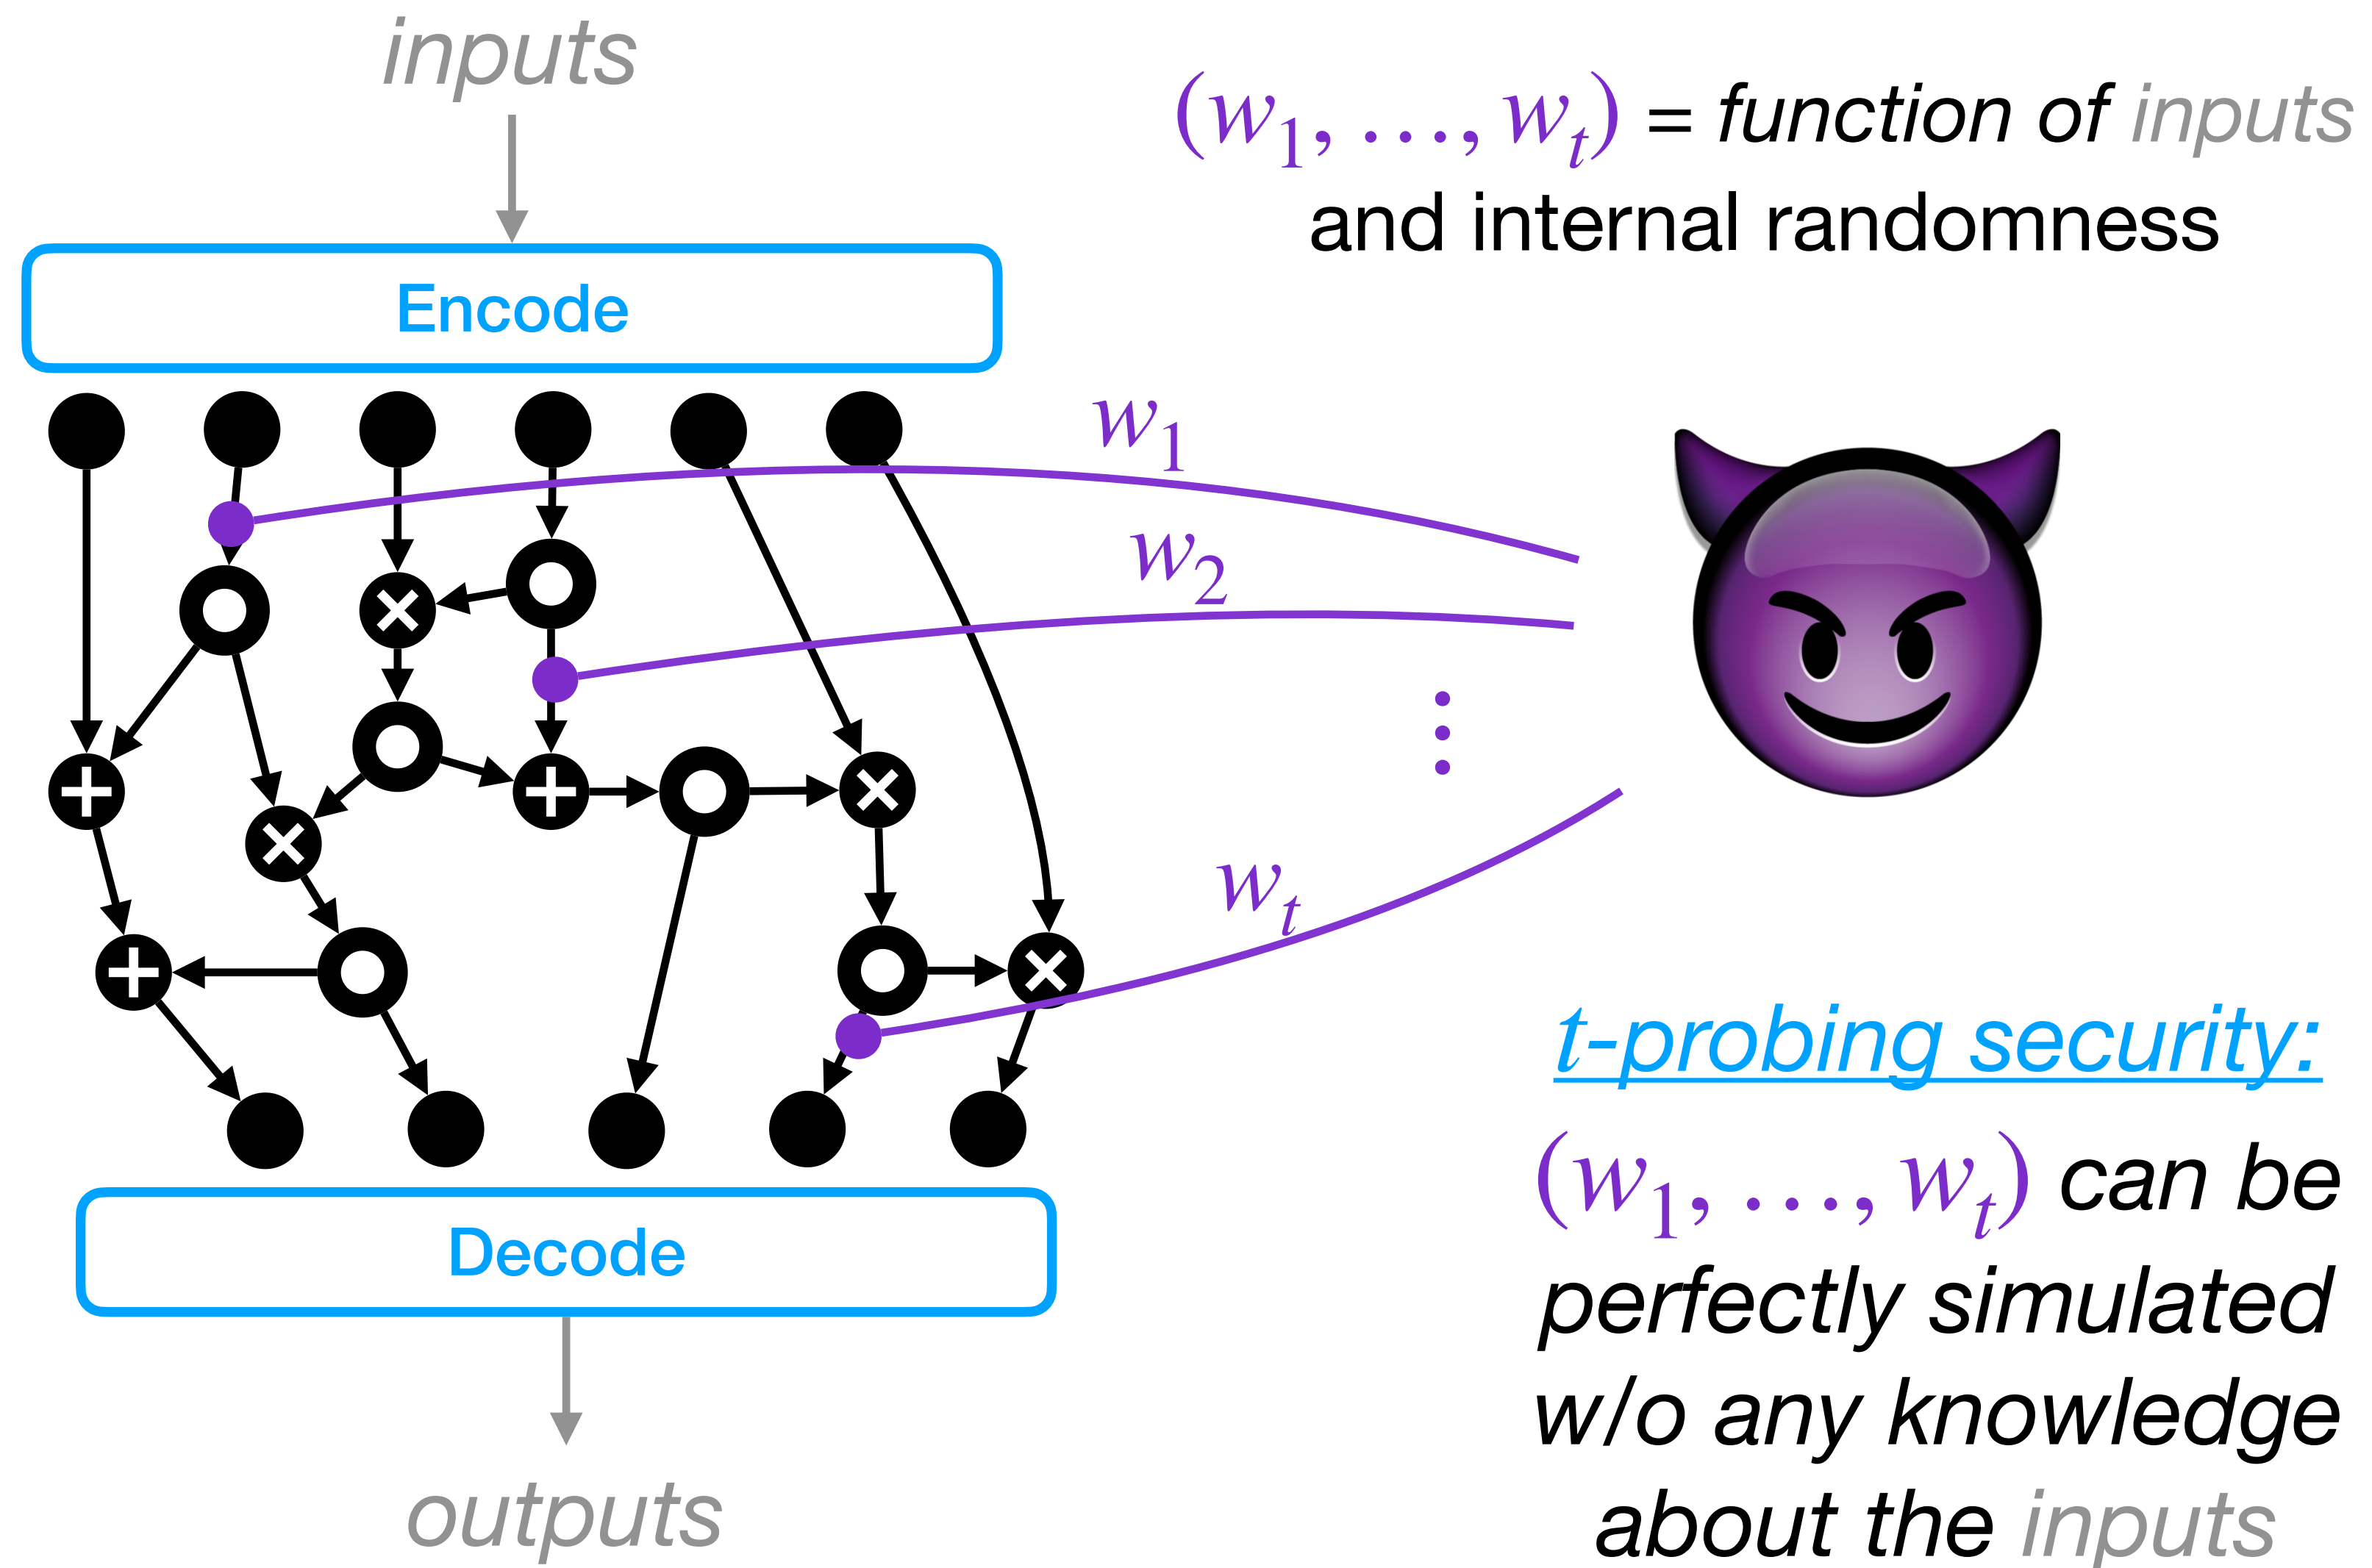 inputs
(w₁, …, wₜ) = function of inputs
and internal randomness
Encode
w₁
w₂
⋮
wₜ
×
+
+
×
×
+
×
t-probing security:
(w₁, …, wₜ) can be
perfectly simulated
w/o any knowledge
about the inputs
Decode
outputs